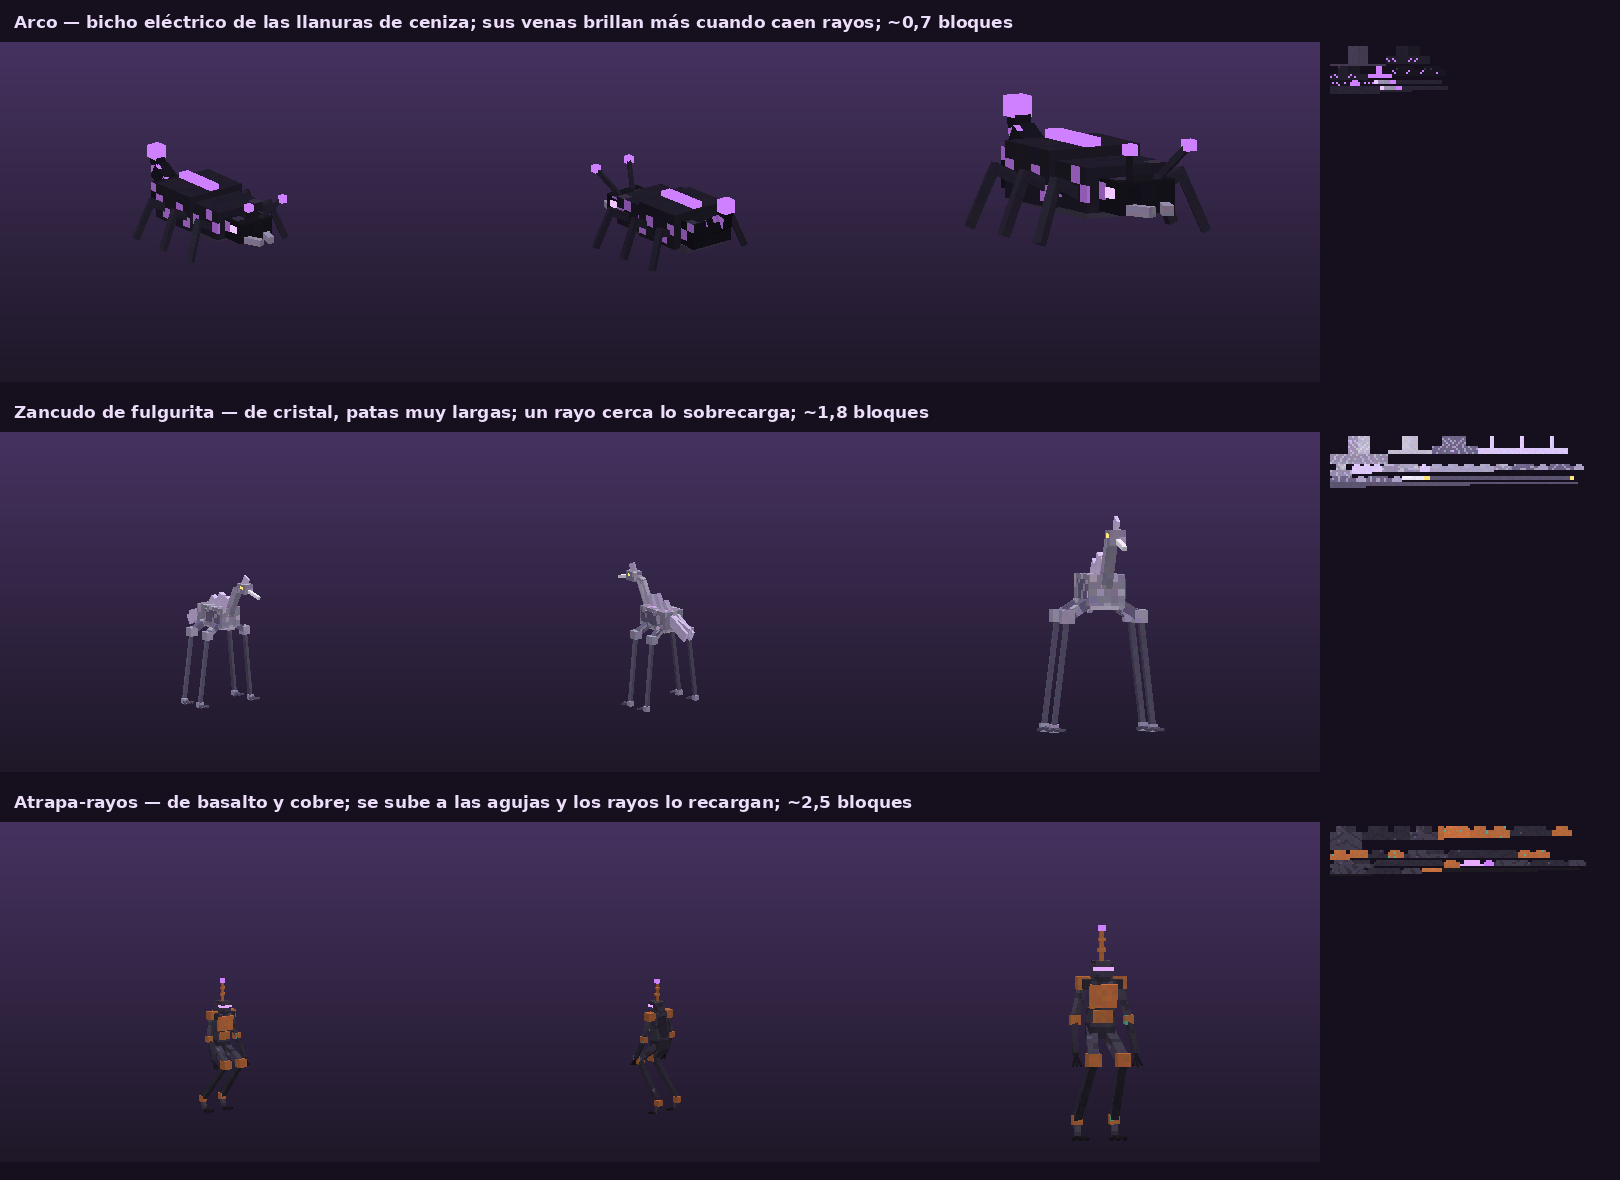 Arco — bicho eléctrico de las llanuras de ceniza; sus venas brillan más cuando caen rayos; ~0,7 bloques
Zancudo de fulgurita — de cristal, patas muy largas; un rayo cerca lo sobrecarga; ~1,8 bloques
Atrapa-rayos — de basalto y cobre; se sube a las agujas y los rayos lo recargan; ~2,5 bloques